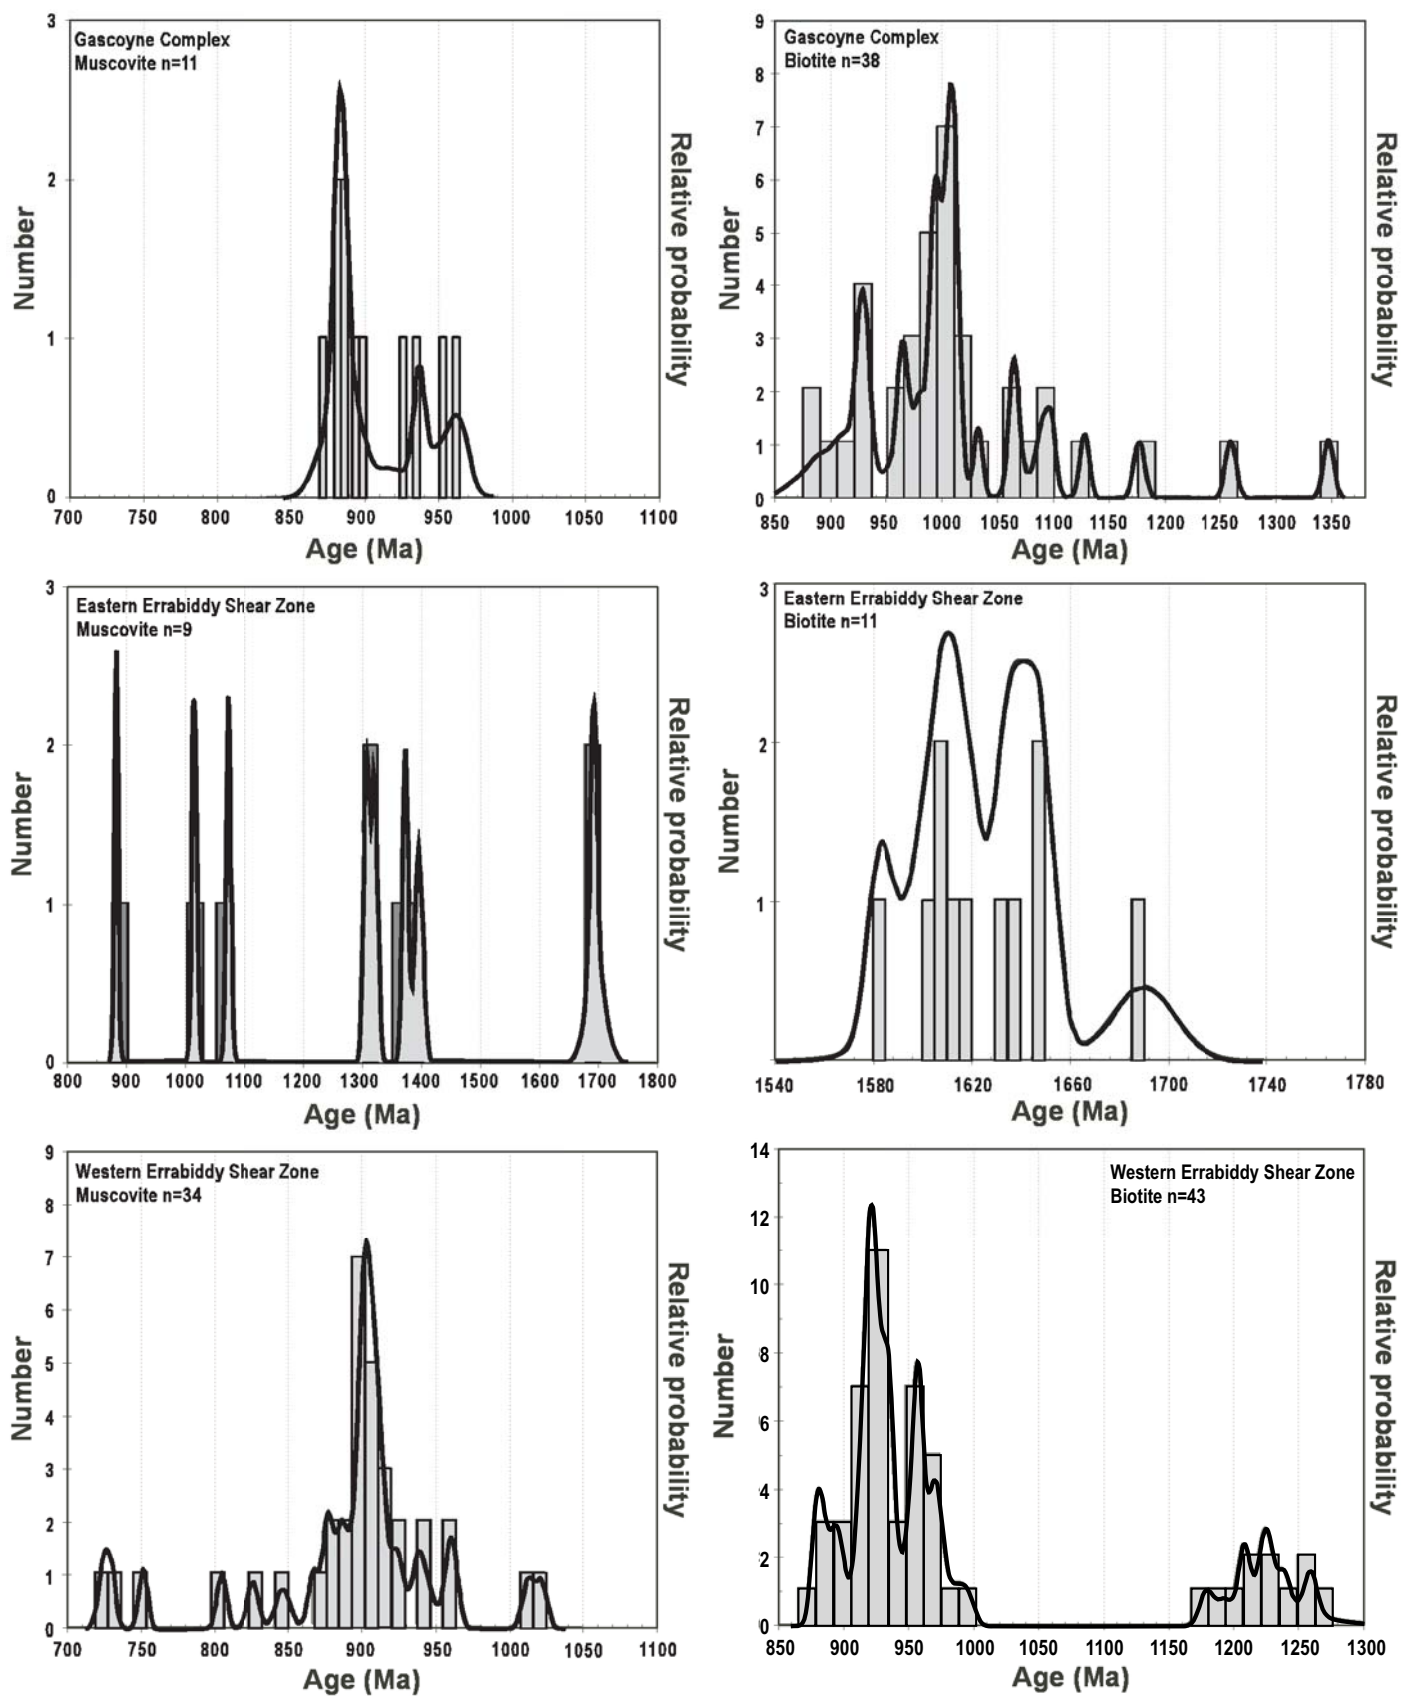 Gascoyne Complex
Muscovite n=11
3
2
1
0
Number
Relative probability
700 750 800 850 900 950 1000 1050 1100
Age (Ma)
Gascoyne Complex
Biotite n=38
9
8
7
6
5
4
3
2
1
0
Number
Relative probability
850 900 950 1000 1050 1100 1150 1200 1250 1300 1350
Age (Ma)
Eastern Errabiddy Shear Zone
Muscovite n=9
3
2
1
0
Number
Relative probability
800 900 1000 1100 1200 1300 1400 1500 1600 1700 1800
Age (Ma)
Eastern Errabiddy Shear Zone
Biotite n=11
3
2
1
Number
Relative probability
1540 1580 1620 1660 1700 1740 1780
Age (Ma)
Western Errabiddy Shear Zone
Muscovite n=34
9
8
7
6
5
4
3
2
1
0
Number
Relative probability
700 750 800 850 900 950 1000 1050 1100
Age (Ma)
Western Errabiddy Shear Zone
Biotite n=43
14
12
10
8
6
4
2
0
Number
Relative probability
850 900 950 1000 1050 1100 1150 1200 1250 1300
Age (Ma)